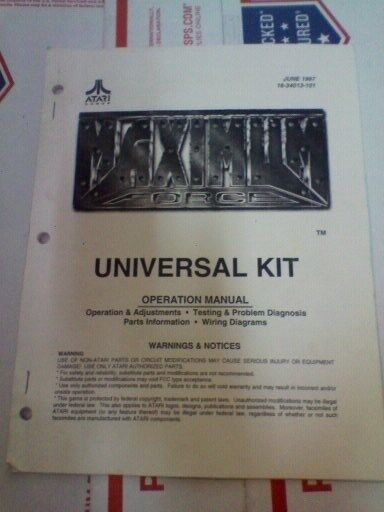 SPS.COM
CKED
URED
ATARI
GAMES
JUNE 1997
16-34013-101
MAXIMUM
FORCE
TM
UNIVERSAL KIT
OPERATION MANUAL
Operation & Adjustments • Testing & Problem Diagnosis
Parts Information • Wiring Diagrams
WARNINGS & NOTICES
WARNING
USE OF NON-ATARI PARTS OR CIRCUIT MODIFICATIONS MAY CAUSE SERIOUS INJURY OR EQUIPMENT
DAMAGE! USE ONLY ATARI AUTHORIZED PARTS.
* For safety and reliability, substitute parts and modifications are not recommended.
* Substitute parts or modifications may void FCC type acceptance.
* Use only authorized components and parts. Failure to do so will void warranty and may result in incorrect and/or
unsafe operation.
* This game is protected by federal copyright, trademark and patent laws. Unauthorized modifications may be illegal
under federal law. This also applies to ATARI logos, designs, publications and assemblies. Moreover, facsimiles of
ATARI equipment (or any feature thereof) may be illegal under federal law, regardless of whether or not such
facsimiles are manufactured with ATARI components.